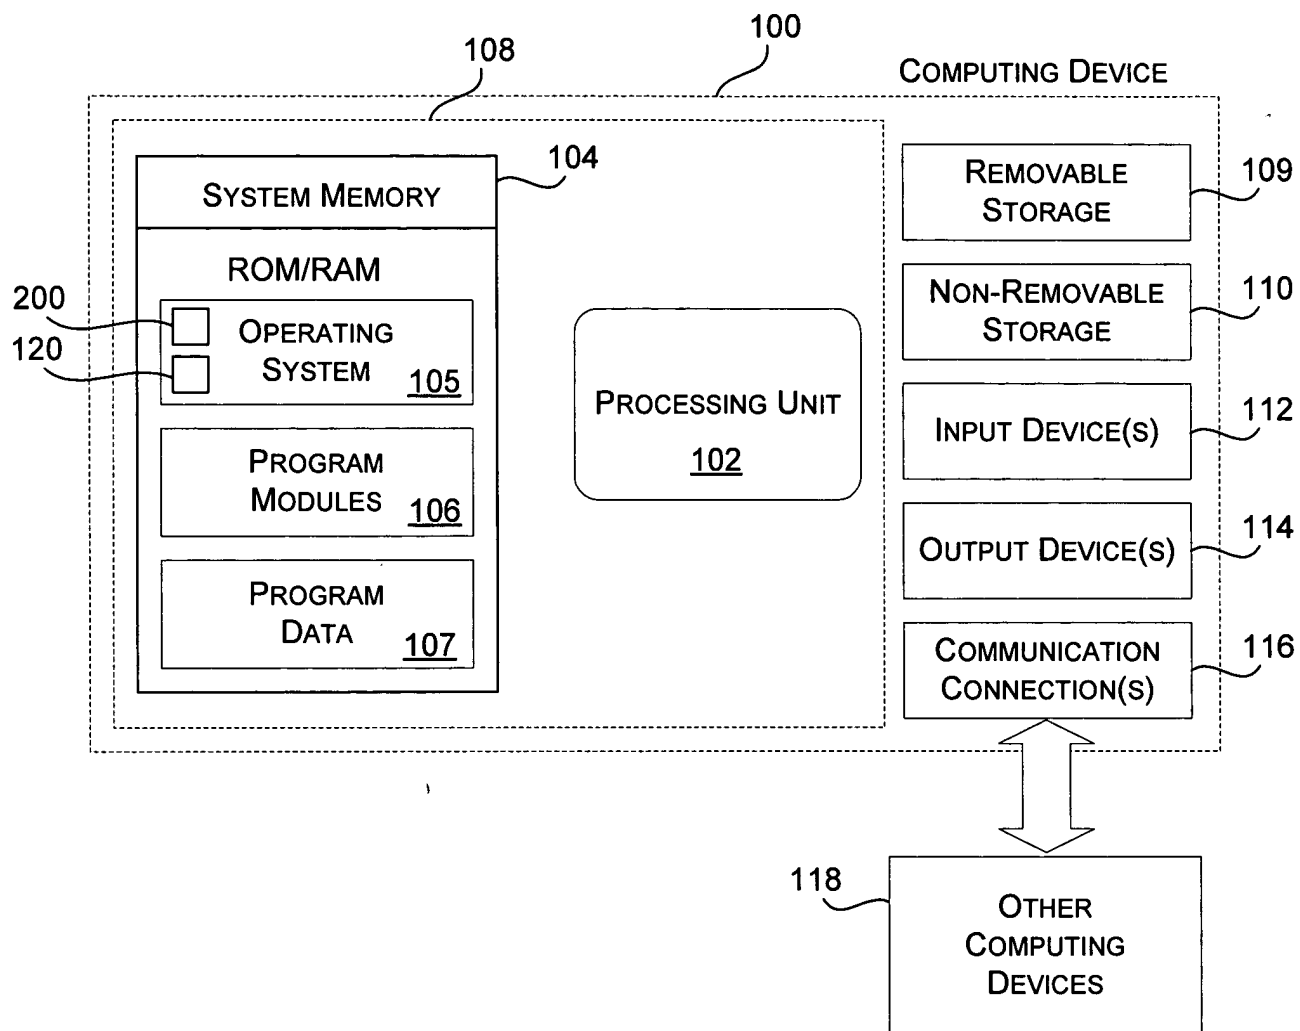 100
108
COMPUTING DEVICE
104
SYSTEM MEMORY
ROM/RAM
200
120
OPERATING
SYSTEM
105
PROGRAM
MODULES
106
PROGRAM
DATA
107
PROCESSING UNIT
102
REMOVABLE
STORAGE
109
NON-REMOVABLE
STORAGE
110
INPUT DEVICE(S)
112
OUTPUT DEVICE(S)
114
COMMUNICATION
CONNECTION(S)
116
118
OTHER
COMPUTING
DEVICES